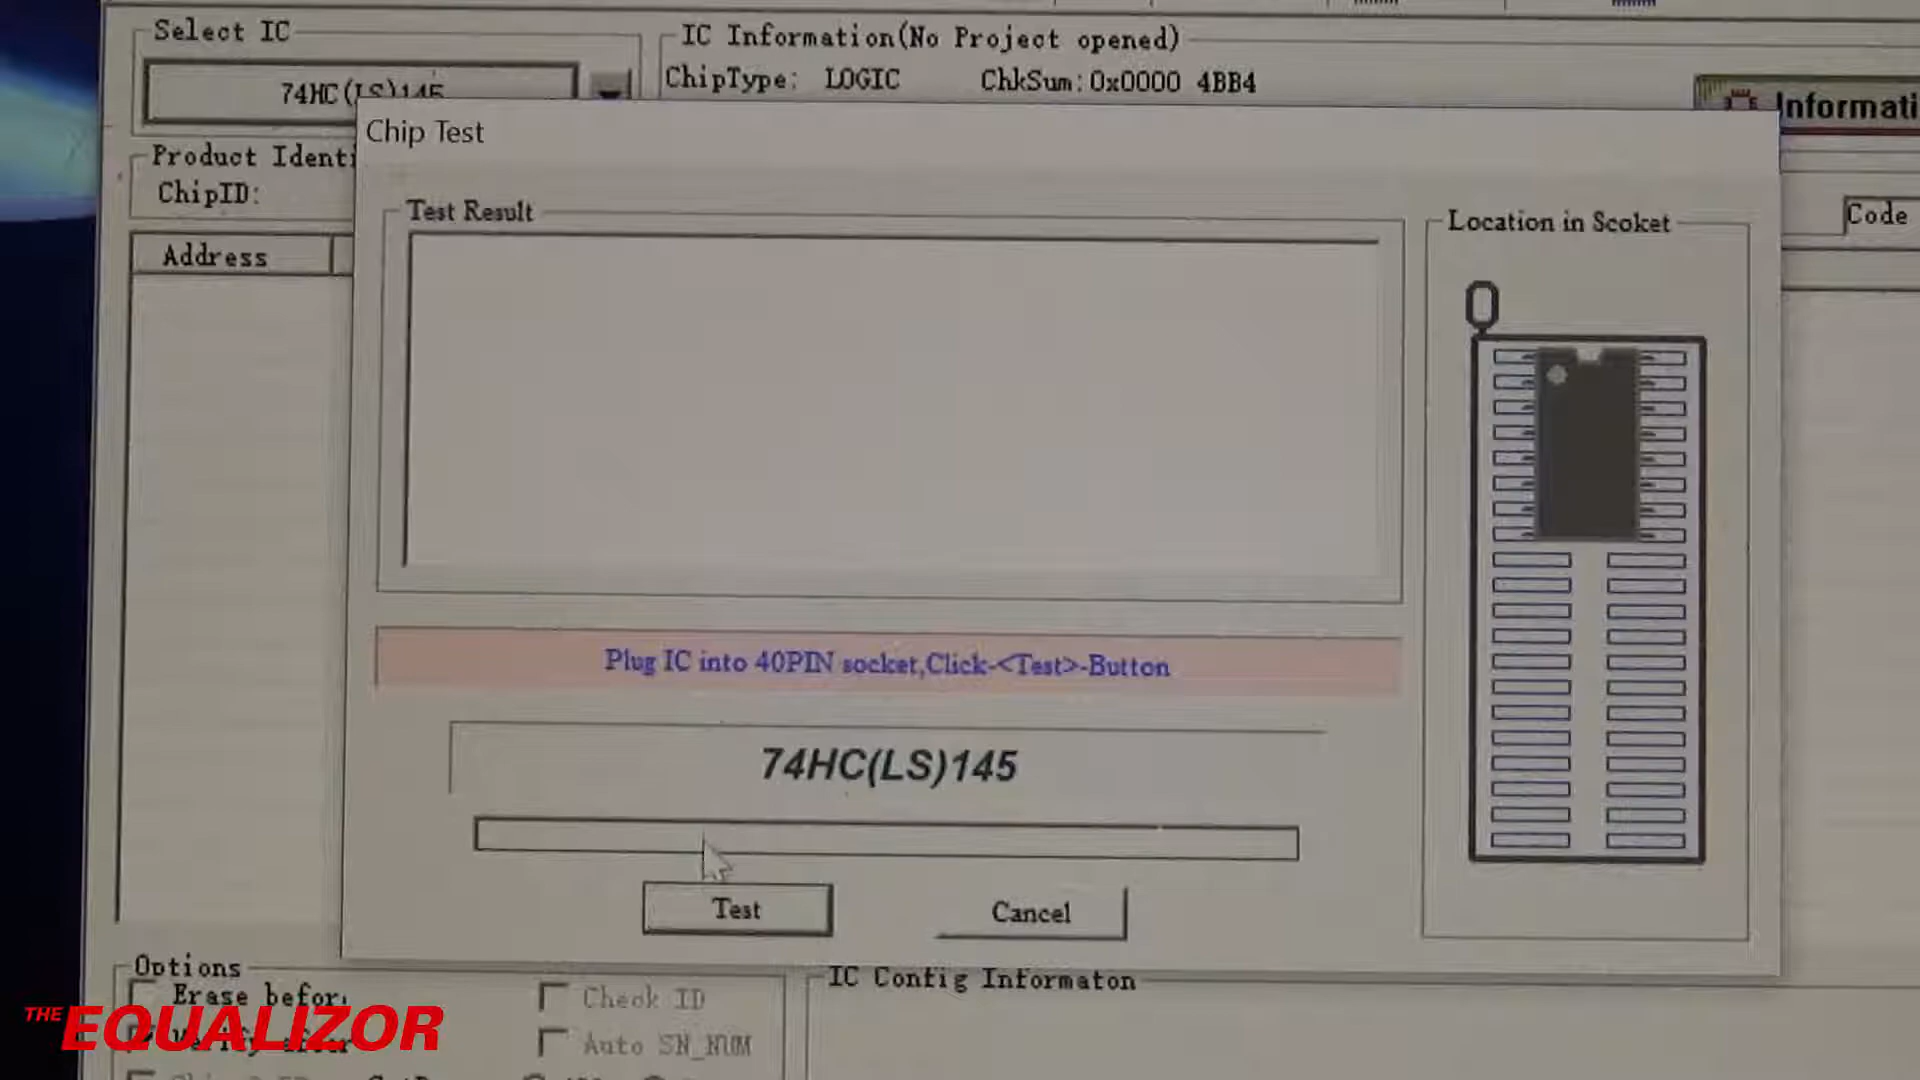 Select IC
IC Information(No Project opened)
74HC(LS)145
ChipType: LOGIC ChkSum:0x0000 4BB4
Informati
Chip Test
Product Identi
ChipID:
Test Result
Location in Scoket
Code
Address
Plug IC into 40PIN socket,Click-<Test>-Button
74HC(LS)145
Test
Cancel
Options
IC Config Informaton
Erase befor
Check ID
THE EQUALIZOR
Verify after
Auto SN_NUM